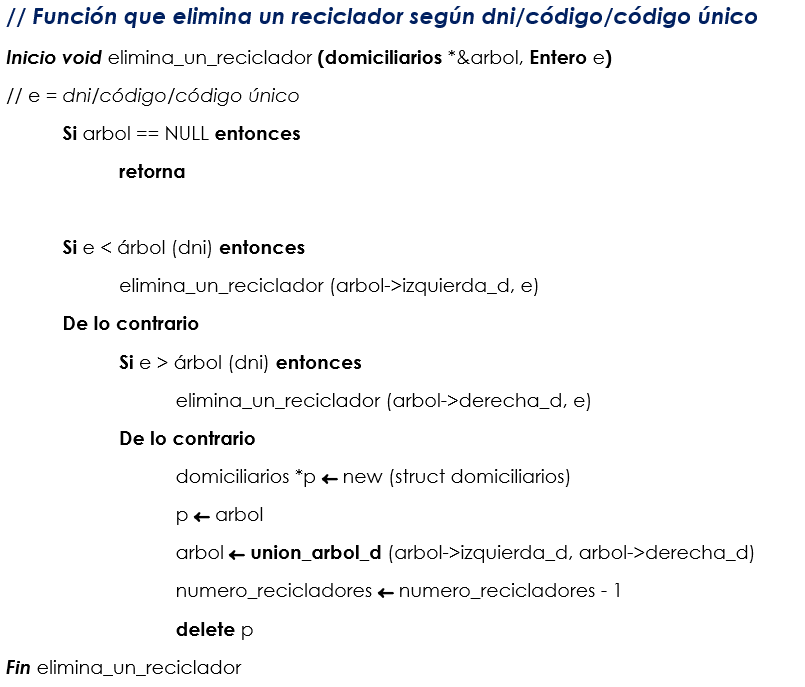 // Función que elimina un reciclador según dni/código/código único
Inicio void elimina_un_reciclador (domiciliarios *&arbol, Entero e)
// e = dni/código/código único
Si arbol == NULL entonces
retorna
Si e < árbol (dni) entonces
elimina_un_reciclador (arbol->izquierda_d, e)
De lo contrario
Si e > árbol (dni) entonces
elimina_un_reciclador (arbol->derecha_d, e)
De lo contrario
domiciliarios *p ← new (struct domiciliarios)
p ← arbol
arbol ← union_arbol_d (arbol->izquierda_d, arbol->derecha_d)
numero_recicladores ← numero_recicladores - 1
delete p
Fin elimina_un_reciclador